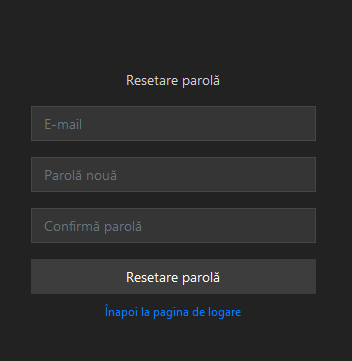 Resetare parolă
E-mail
Parolă nouă
Confirmă parolă
Resetare parolă
Înapoi la pagina de logare